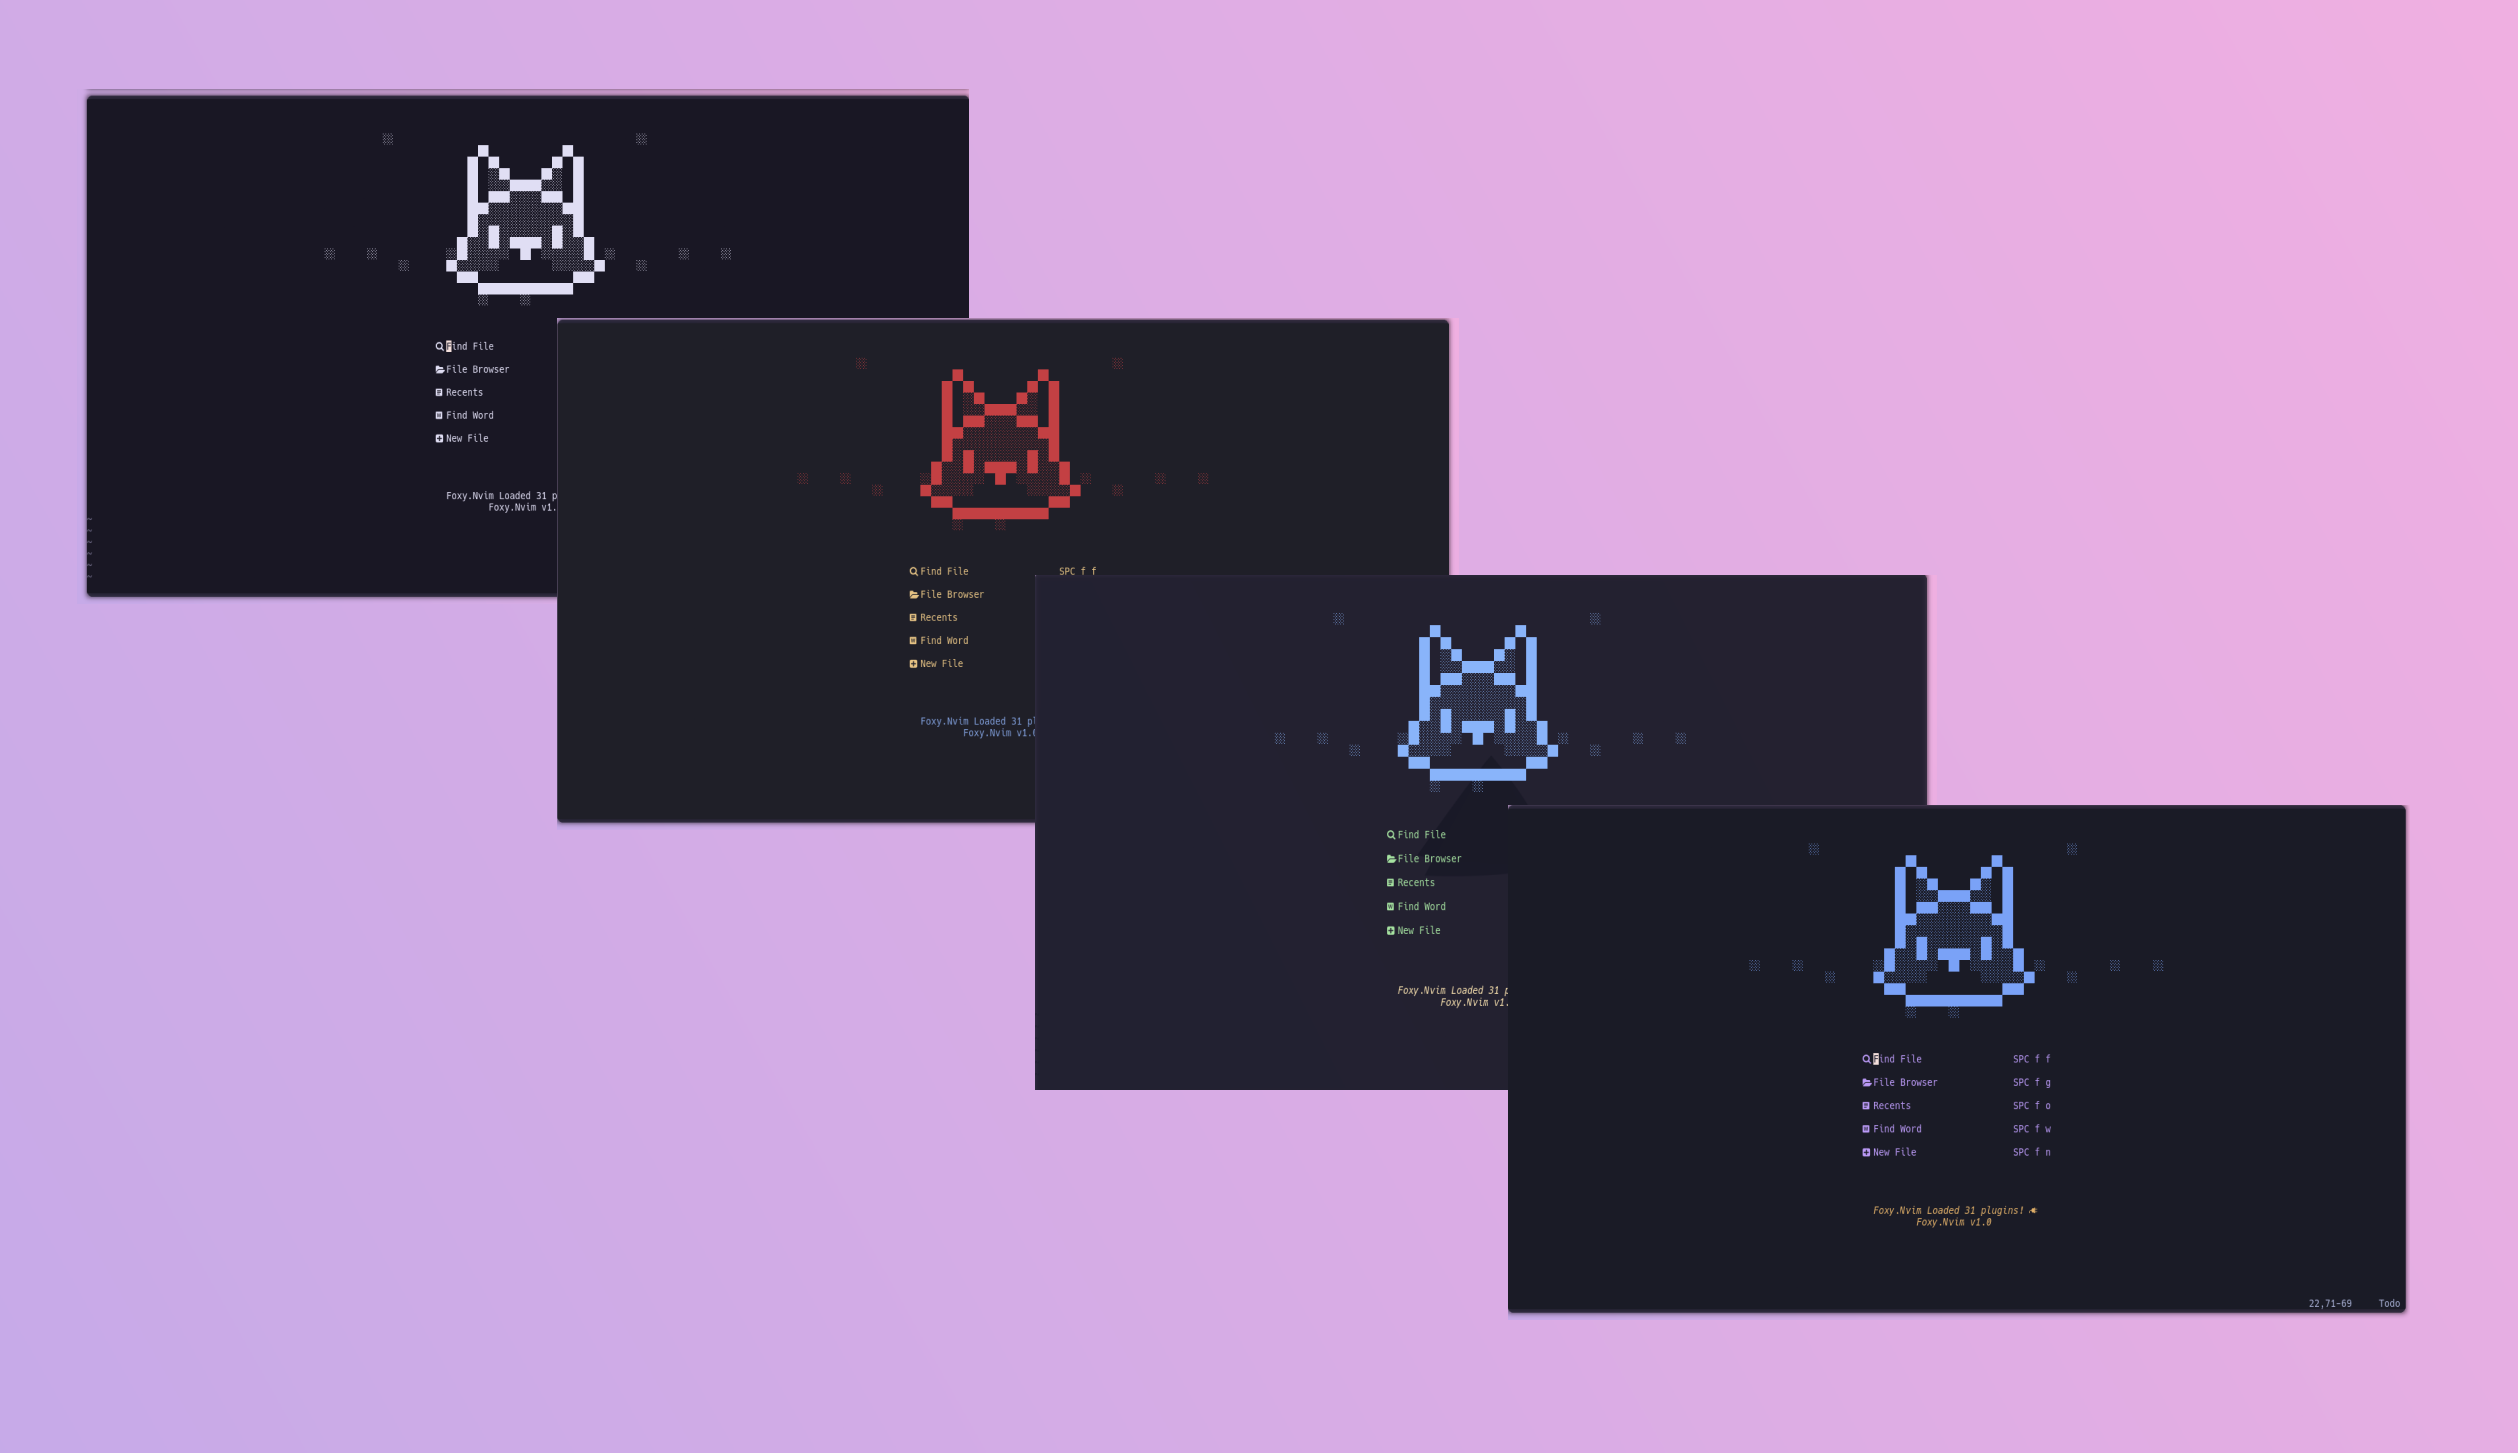 Find File
File Browser
Recents
Find Word
New File
Foxy.Nvim Loaded 31 p
Foxy.Nvim v1.
~
~
~
~
~
~
Find File SPC f f
File Browser
Recents
Find Word
New File
Foxy.Nvim Loaded 31 pl
Foxy.Nvim v1.0
Find File
File Browser
Recents
Find Word
New File
Foxy.Nvim Loaded 31 p
Foxy.Nvim v1.
Find File SPC f f
File Browser SPC f g
Recents SPC f o
Find Word SPC f w
New File SPC f n
Foxy.Nvim Loaded 31 plugins!
Foxy.Nvim v1.0
22,71-69 Todo